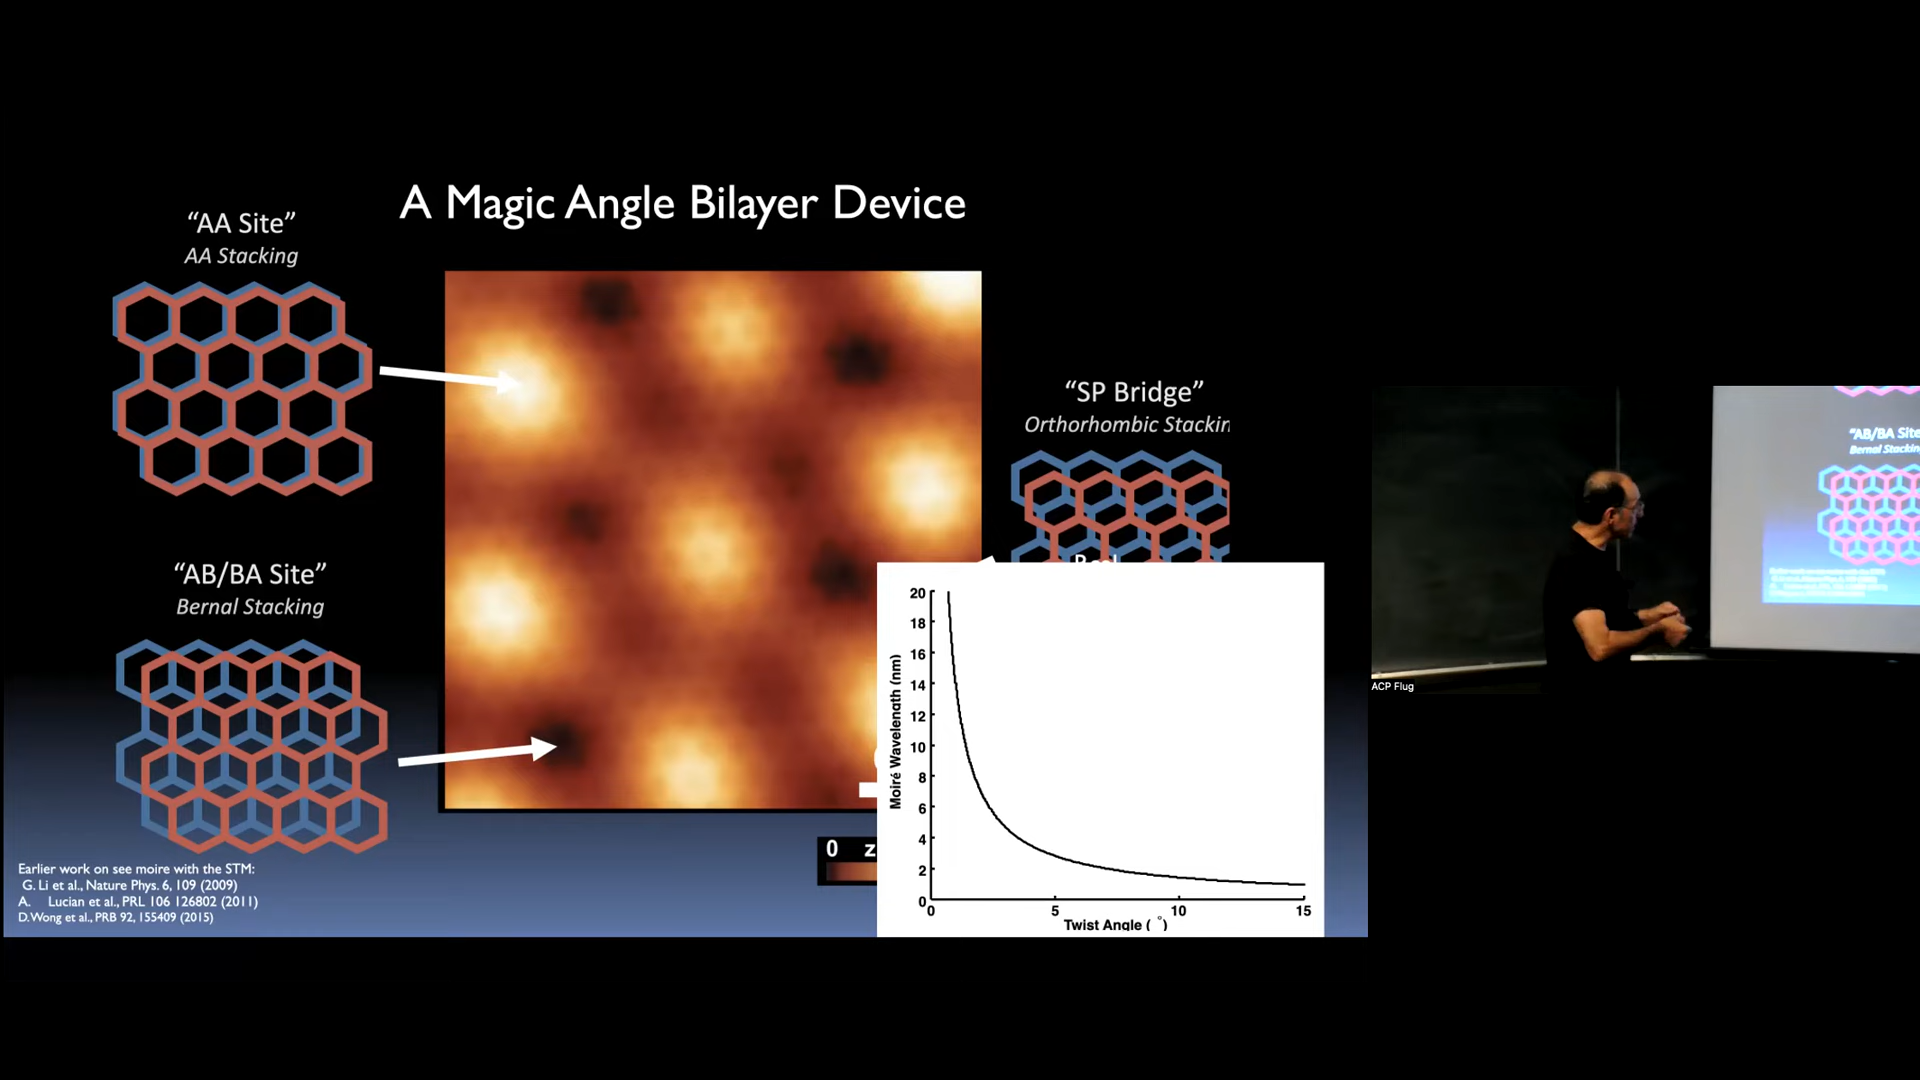 A Magic Angle Bilayer Device
“AA Site”
AA Stacking
“AB/BA Site”
Bernal Stacking
“SP Bridge”
Orthorhombic Stackin
0 z
20
18
16
14
12
10
8
6
4
2
0
Moiré Wavelength (nm)
0 5 10 15
Twist Angle ( °)
Earlier work on see moire with the STM:
G. Li et al., Nature Phys. 6, 109 (2009)
A. Lucian et al., PRL 106 126802 (2011)
D.Wong et al., PRB 92, 155409 (2015)
“AB/BA Site
Bernal Stacking
ACP Flug